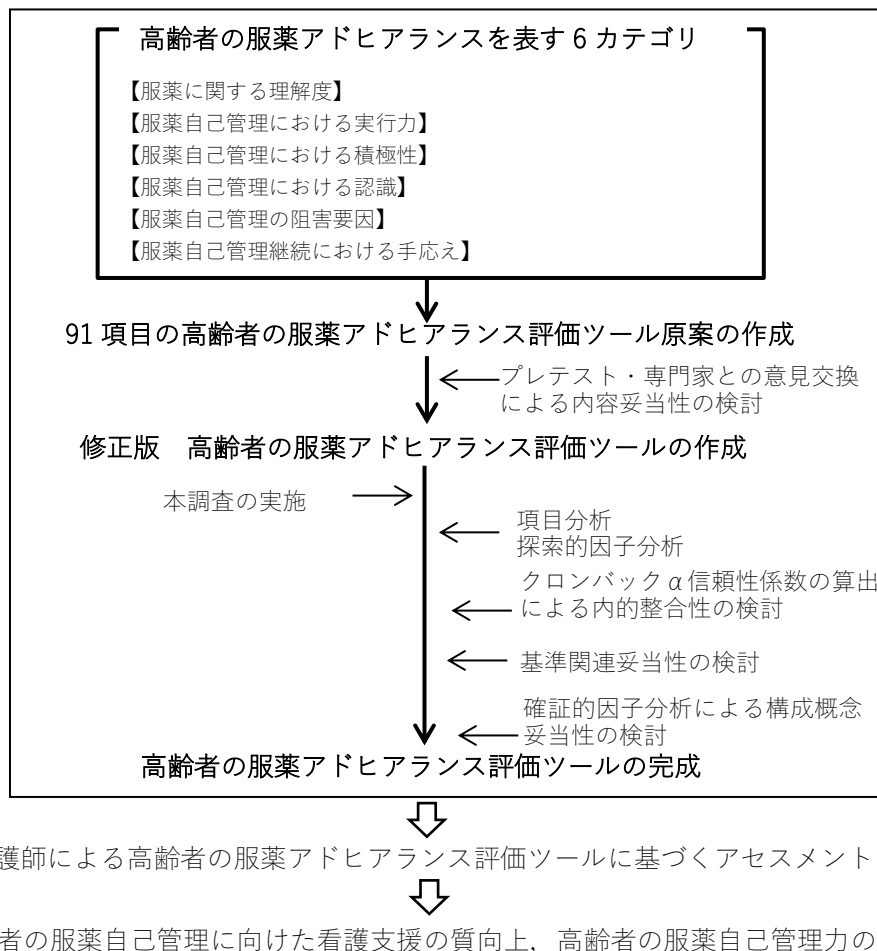 高齢者の服薬アドヒアランスを表す6カテゴリ
【服薬に関する理解度】
【服薬自己管理における実行力】
【服薬自己管理における積極性】
【服薬自己管理における認識】
【服薬自己管理の阻害要因】
【服薬自己管理継続における手応え】
91項目の高齢者の服薬アドヒアランス評価ツール原案の作成
プレテスト・専門家との意見交換
による内容妥当性の検討
修正版　高齢者の服薬アドヒアランス評価ツールの作成
本調査の実施
項目分析
探索的因子分析
クロンバックα信頼性係数の算出
による内的整合性の検討
基準関連妥当性の検討
確証的因子分析による構成概念
妥当性の検討
高齢者の服薬アドヒアランス評価ツールの完成
護師による高齢者の服薬アドヒアランス評価ツールに基づくアセスメント
者の服薬自己管理に向けた看護支援の質向上，高齢者の服薬自己管理力の